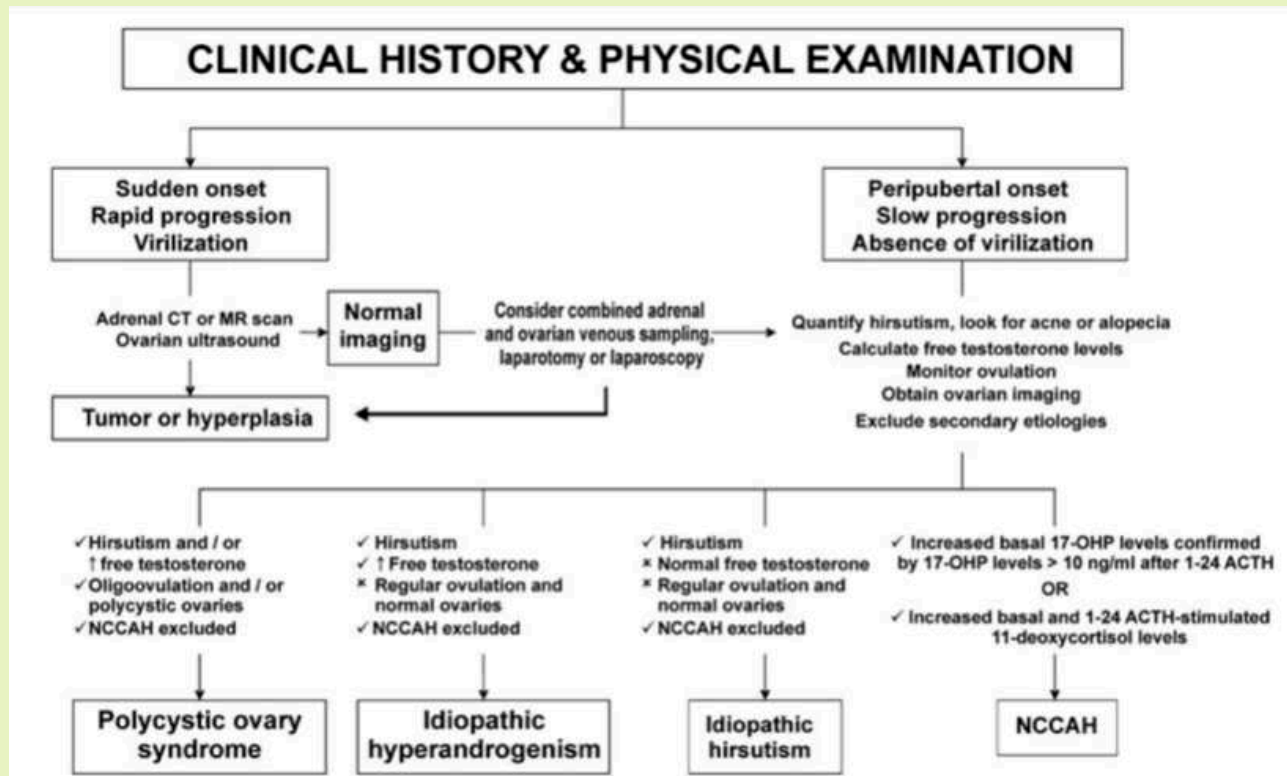 CLINICAL HISTORY & PHYSICAL EXAMINATION
Sudden onset
Rapid progression
Virilization
Peripubertal onset
Slow progression
Absence of virilization
Adrenal CT or MR scan
Ovarian ultrasound
Normal
imaging
Consider combined adrenal
and ovarian venous sampling,
laparotomy or laparoscopy
Quantify hirsutism, look for acne or alopecia
Calculate free testosterone levels
Monitor ovulation
Obtain ovarian imaging
Exclude secondary etiologies
Tumor or hyperplasia
✓ Hirsutism and / or
↑ free testosterone
✓ Oligoovulation and / or
polycystic ovaries
✓ NCCAH excluded
✓ Hirsutism
✓ ↑ Free testosterone
× Regular ovulation and
normal ovaries
✓ NCCAH excluded
✓ Hirsutism
× Normal free testosterone
× Regular ovulation and
normal ovaries
✓ NCCAH excluded
✓ Increased basal 17-OHP levels confirmed
by 17-OHP levels > 10 ng/ml after 1-24 ACTH
OR
✓ Increased basal and 1-24 ACTH-stimulated
11-deoxycortisol levels
Polycystic ovary
syndrome
Idiopathic
hyperandrogenism
Idiopathic
hirsutism
NCCAH